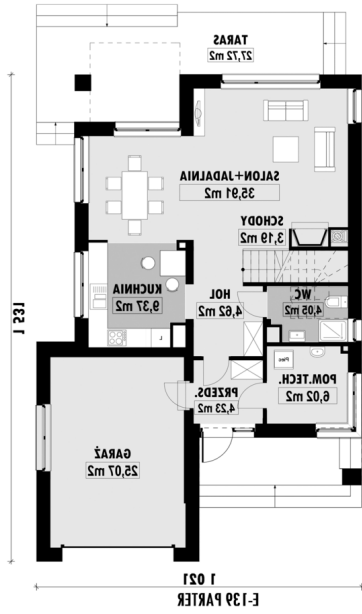 TARAS
27,72 m2
SALON+JADALNIA
35,91 m2
SCHODY
3,19 m2
KUCHNIA
9,37 m2
HOL
4,62 m2
WC
4,05 m2
1 531
L
Piec
POM.TECH.
6,02 m2
PRZEDS.
4,23 m2
GARAŻ
25,07 m2
1 021
E-139 PARTER